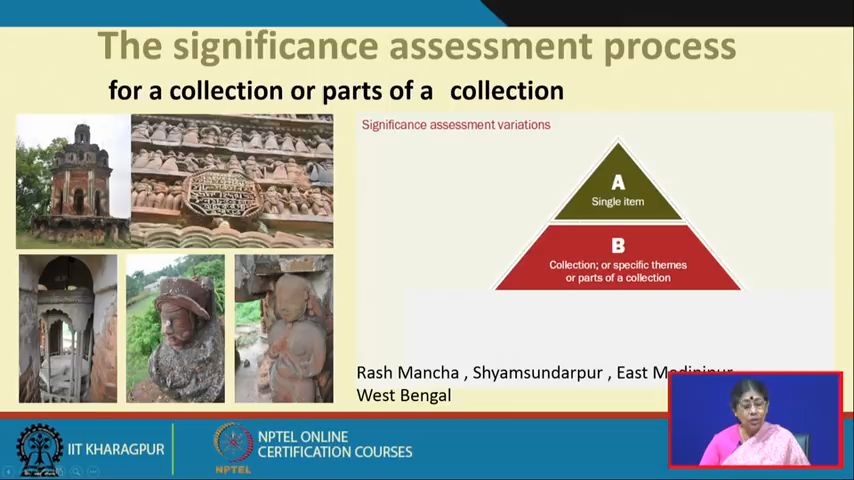 The significance assessment process
for a collection or parts of a collection
Significance assessment variations
A
Single item
B
Collection; or specific themes
or parts of a collection
Rash Mancha , Shyamsundarpur , East
West Bengal
IIT KHARAGPUR
NPTEL ONLINE
CERTIFICATION COURSES
NPTEL